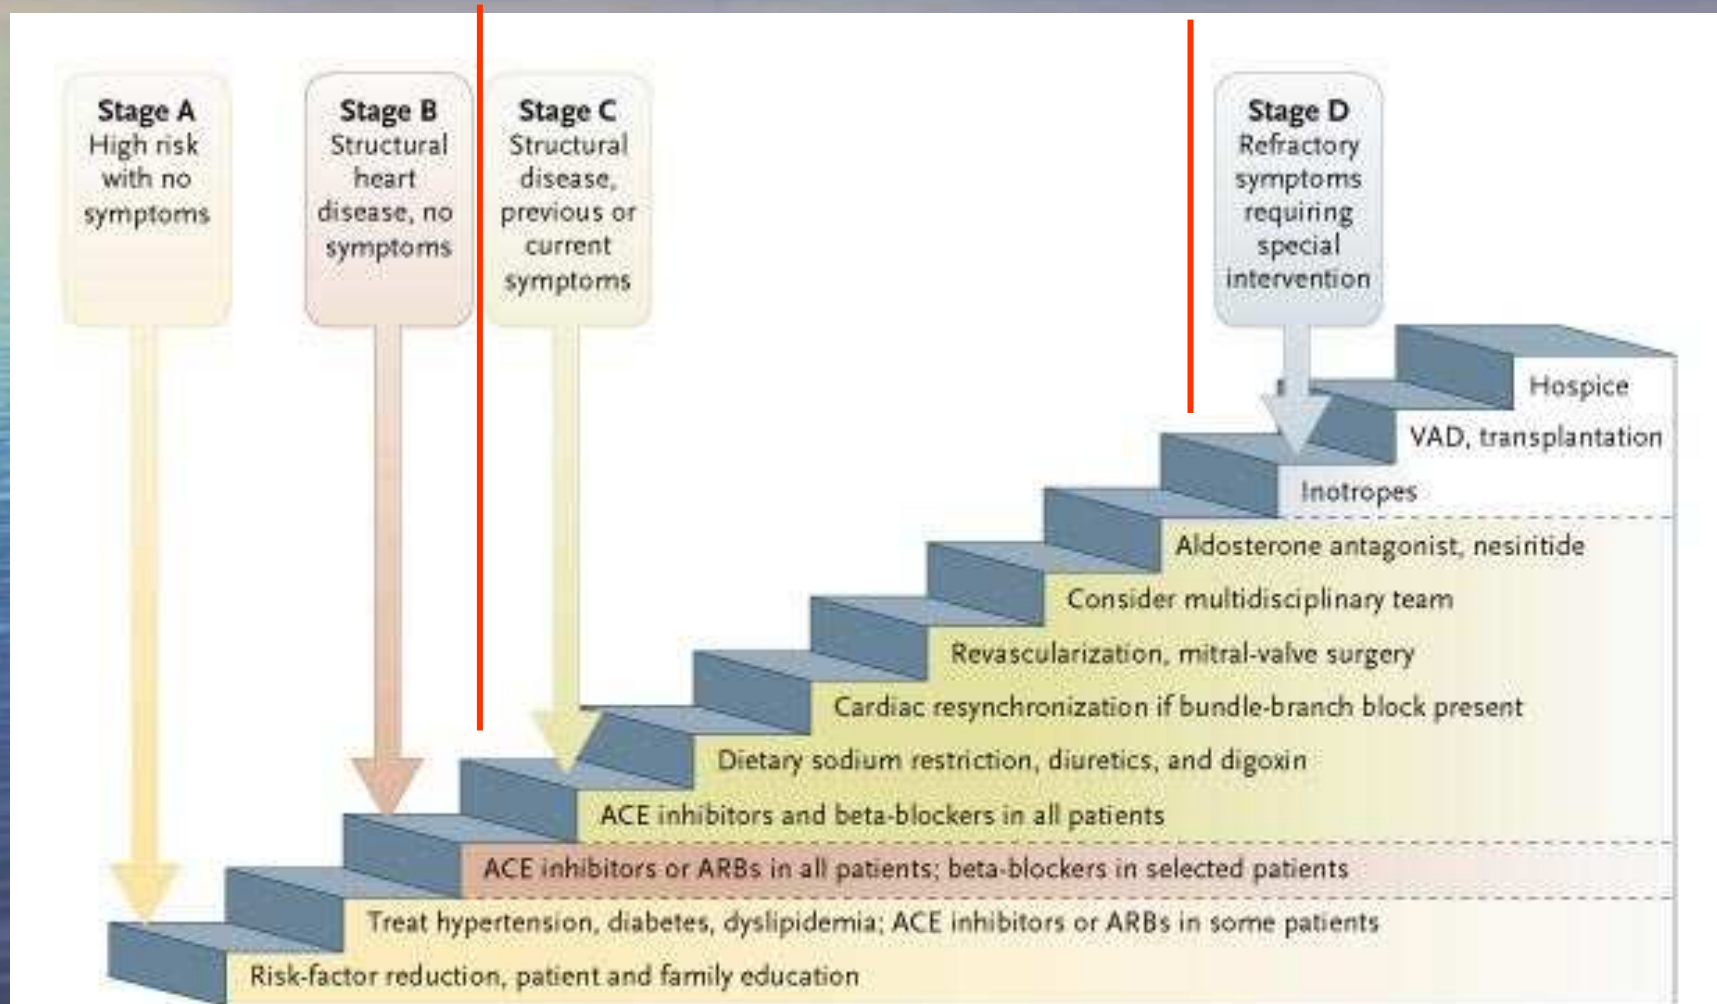 Stage A
High risk
with no
symptoms
Stage B
Structural
heart
disease, no
symptoms
Stage C
Structural
disease,
previous or
current
symptoms
Stage D
Refractory
symptoms
requiring
special
intervention
Hospice
VAD, transplantation
Inotropes
Aldosterone antagonist, nesiritide
Consider multidisciplinary team
Revascularization, mitral-valve surgery
Cardiac resynchronization if bundle-branch block present
Dietary sodium restriction, diuretics, and digoxin
ACE inhibitors and beta-blockers in all patients
ACE inhibitors or ARBs in all patients; beta-blockers in selected patients
Treat hypertension, diabetes, dyslipidemia; ACE inhibitors or ARBs in some patients
Risk-factor reduction, patient and family education